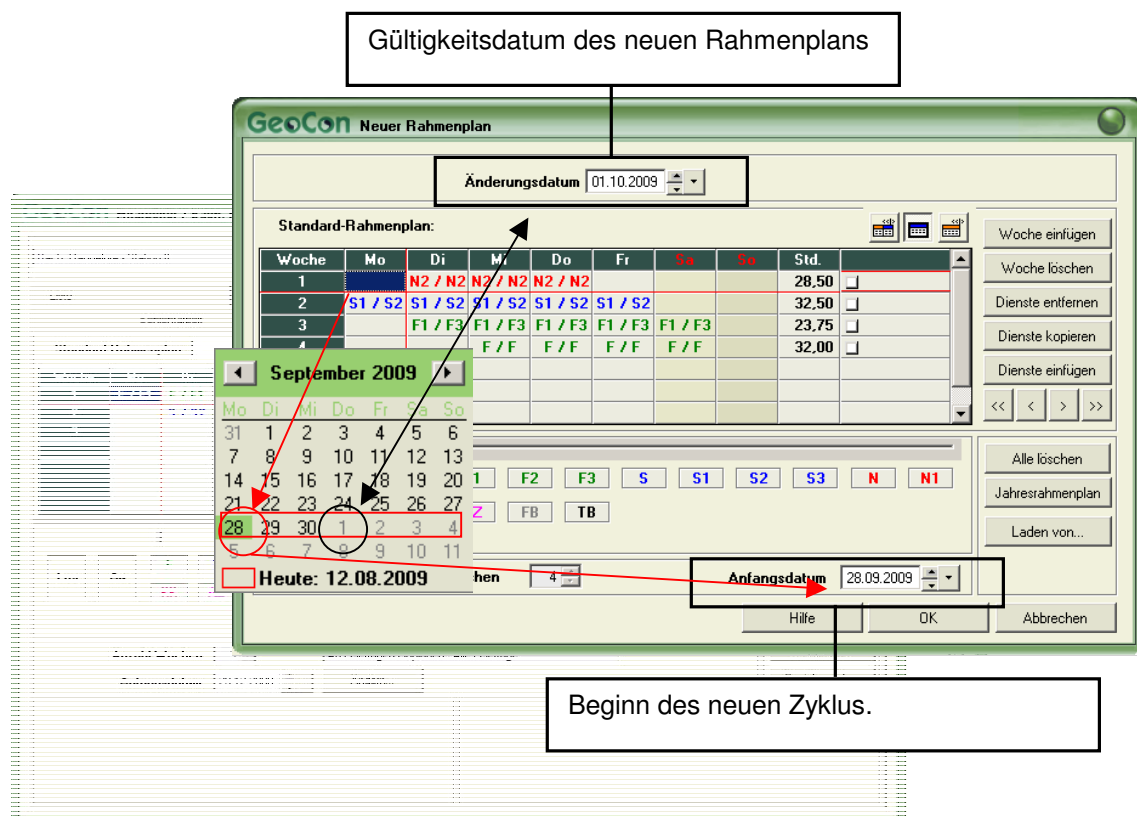 Gültigkeitsdatum des neuen Rahmenplans
GeoCon Neuer Rahmenplan
Änderungsdatum 01.10.2009
Standard-Rahmenplan:
Woche Mo Di Mi Do Fr Sa So Std.
1 N2 / N2 N2 / N2 N2 / N2 28,50
2 S1 / S2 S1 / S2 S1 / S2 S1 / S2 S1 / S2 32,50
3 F1 / F3 F1 / F3 F1 / F3 F1 / F3 F1 / F3 23,75
4 F / F F / F F / F F / F 32,00
Woche einfügen
Woche löschen
Dienste entfernen
Dienste kopieren
Dienste einfügen
<< < > >>
September 2009
Mo Di Mi Do Fr Sa So
31 1 2 3 4 5 6
7 8 9 10 11 12 13
14 15 16 17 18 19 20
21 22 23 24 25 26 27
28 29 30 1 2 3 4
5 6 7 8 9 10 11
Heute: 12.08.2009
1 F2 F3 S S1 S2 S3 N N1
Z FB TB
Alle löschen
Jahresrahmenplan
Laden von...
hen 4
Anfangsdatum 28.09.2009
Hilfe OK Abbrechen
Beginn des neuen Zyklus.